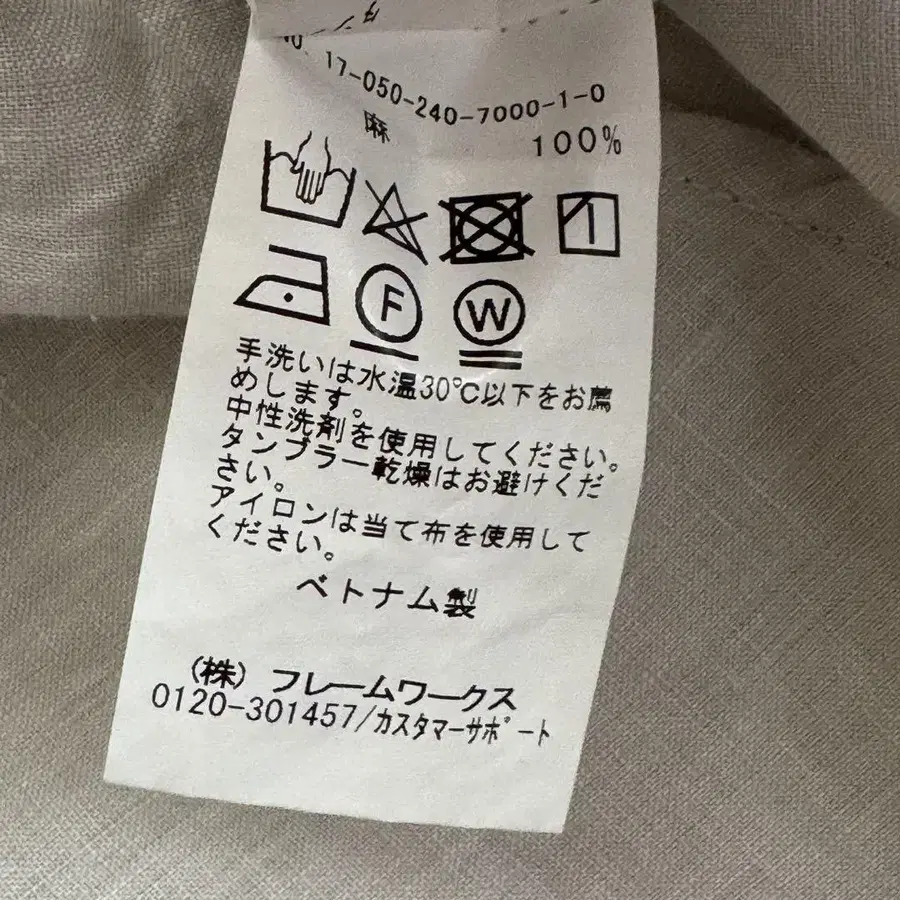 17-050-240-7000-1-0
麻 100%
F W
手洗いは水温30℃以下をお薦
めします。
中性洗剤を使用してください。
タンブラー乾燥はお避けくだ
さい。
アイロンは当て布を使用して
ください。
ベトナム製
(株) フレームワークス
0120-301457/カスタマーサポート